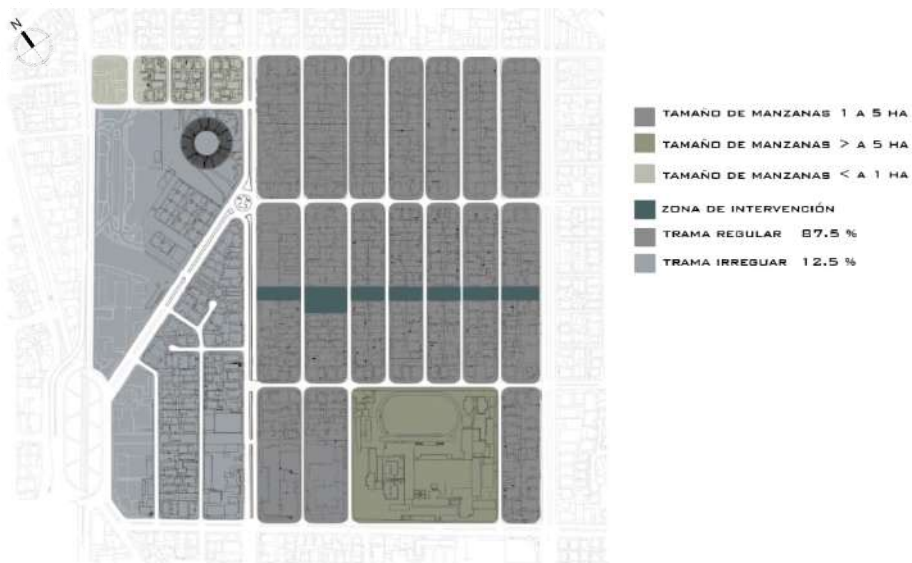 N
TAMAÑO DE MANZANAS 1 A 5 HA
TAMAÑO DE MANZANAS > A 5 HA
TAMAÑO DE MANZANAS < A 1 HA
ZONA DE INTERVENCIÓN
TRAMA REGULAR 87.5 %
TRAMA IRREGUAR 12.5 %